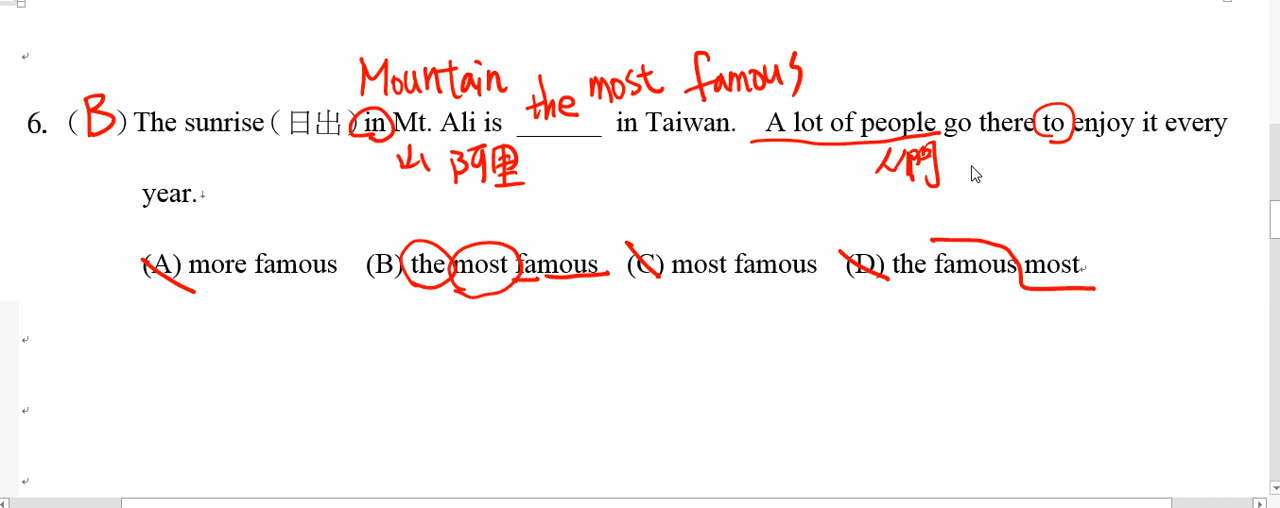 Mountain the most famous
6. (B) The sunrise(日出) in Mt. Ali is ______ in Taiwan. A lot of people go there to enjoy it every
山 阿里 人們
year.
(A) more famous (B) the most famous (C) most famous (D) the famous most